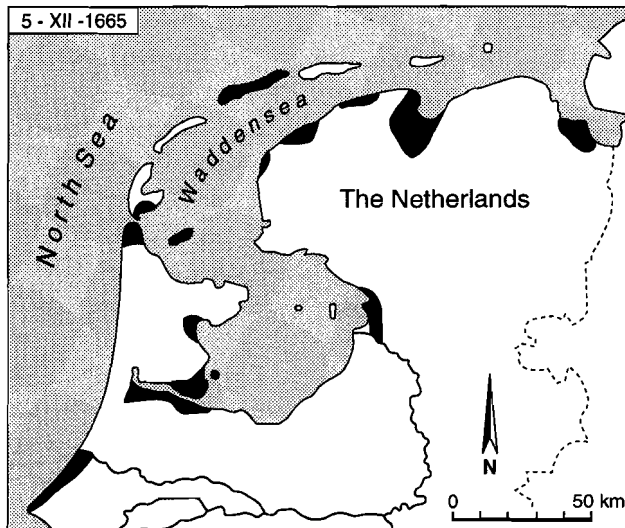 5 - XII -1665
North Sea
Waddensea
The Netherlands
N
0 50 km